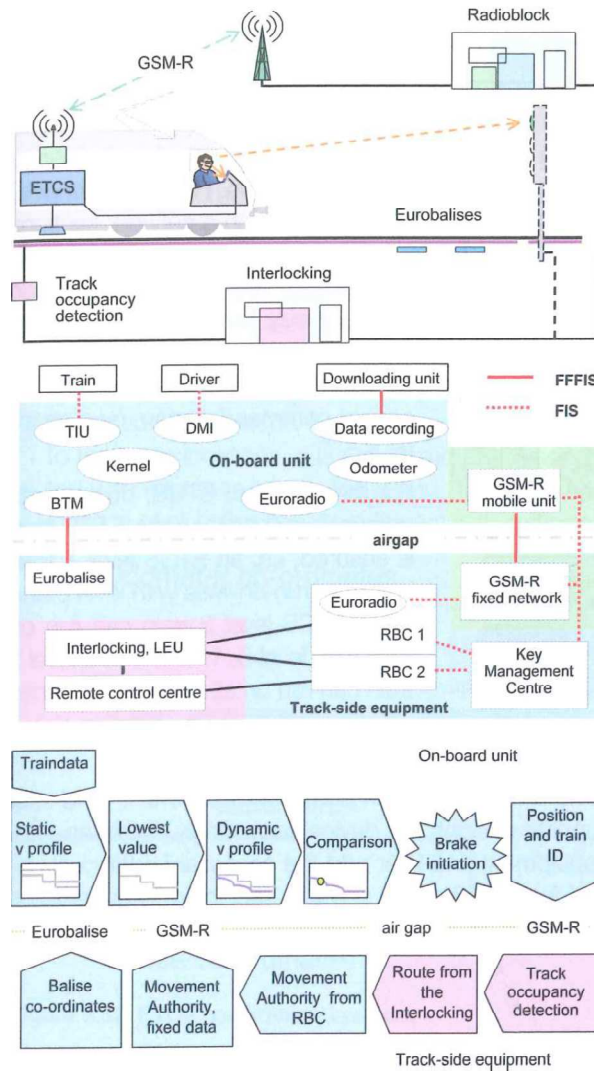 Radioblock
GSM-R
ETCS
Eurobalises
Track
occupancy
detection
Interlocking
Train
Driver
Downloading unit
FFFIS
FIS
TIU
DMI
Data recording
Kernel
On-board unit
Odometer
BTM
Euroradio
GSM-R
mobile unit
airgap
Eurobalise
Euroradio
GSM-R
fixed network
Interlocking, LEU
RBC 1
RBC 2
Key
Management
Centre
Remote control centre
Track-side equipment
Traindata
On-board unit
Static
v profile
Lowest
value
Dynamic
v profile
Comparison
Brake
initiation
Position
and train
ID
Eurobalise
GSM-R
air gap
GSM-R
Balise
co-ordinates
Movement
Authority,
fixed data
Movement
Authority from
RBC
Route from
the
Interlocking
Track
occupancy
detection
Track-side equipment